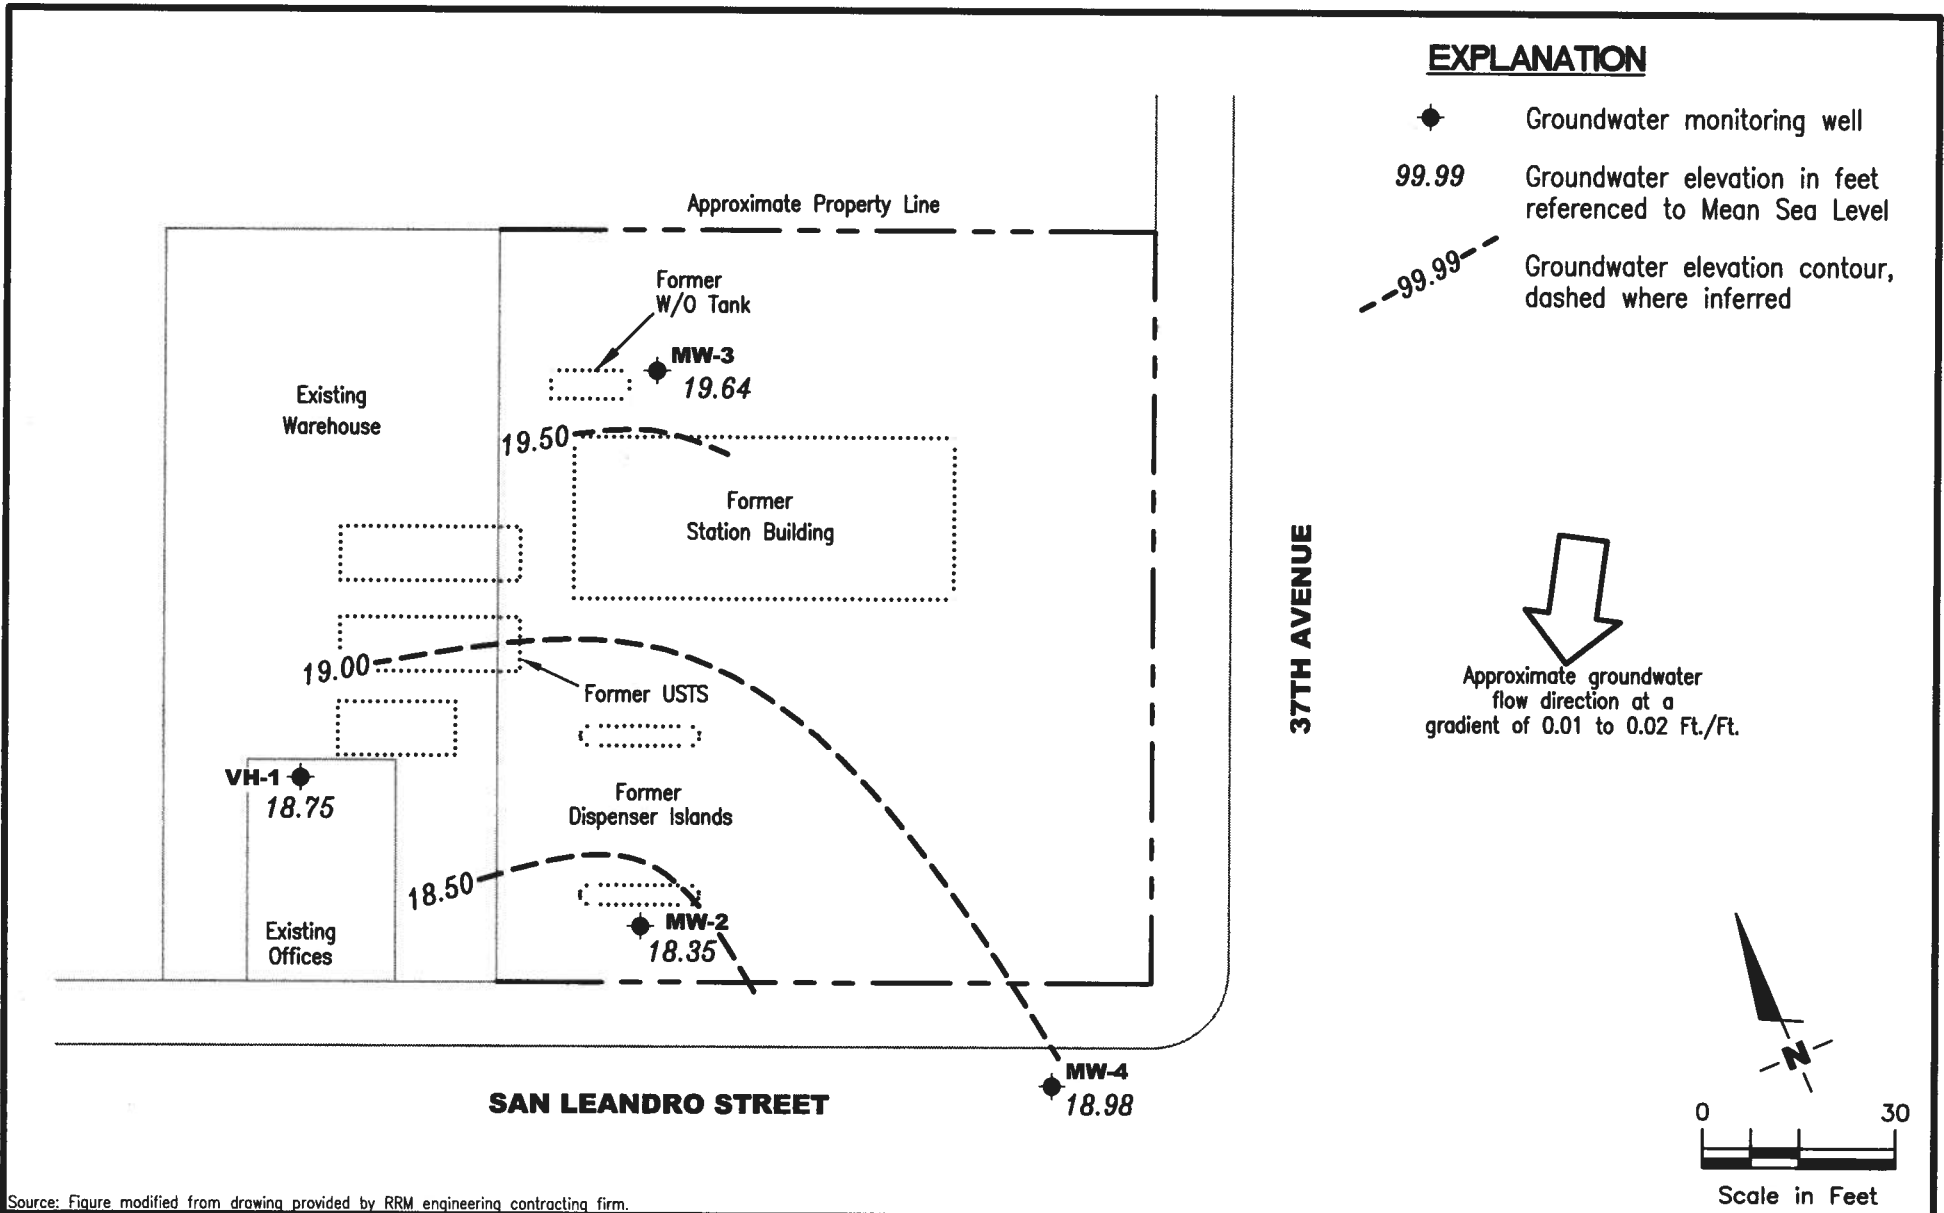 EXPLANATION
Groundwater monitoring well
99.99
Groundwater elevation in feet
referenced to Mean Sea Level
99.99
Groundwater elevation contour,
dashed where inferred
Approximate Property Line
Former
W/O Tank
MW-3
19.64
Existing
Warehouse
19.50
Former
Station Building
37TH AVENUE
19.00
Former USTS
Approximate groundwater
flow direction at a
gradient of 0.01 to 0.02 Ft./Ft.
VH-1
18.75
Former
Dispenser Islands
18.50
MW-2
18.35
Existing
Offices
N
MW-4
18.98
SAN LEANDRO STREET
0 30
Scale in Feet
Source: Figure modified from drawing provided by RRM engineering contracting firm.